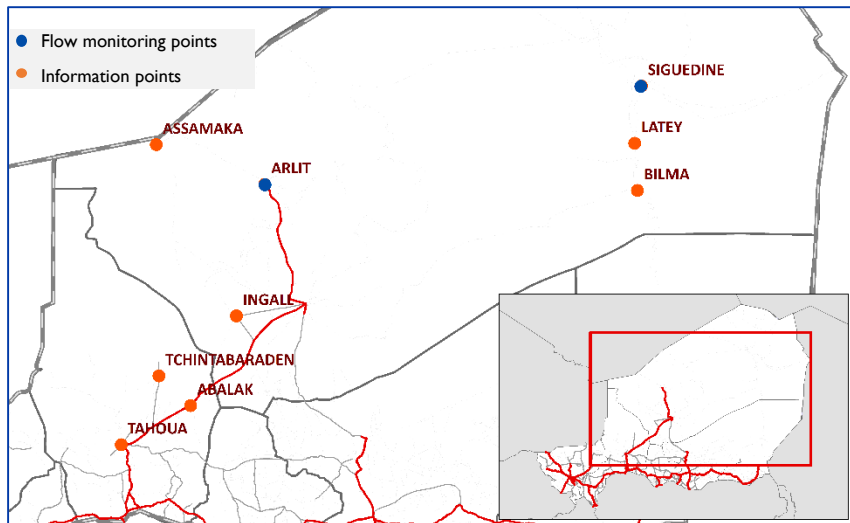 Flow monitoring points
Information points
SIGUEDINE
ASSAMAKA
LATEY
ARLIT
BILMA
INGALL
TCHINTABARADEN
ABALAK
TAHOUA